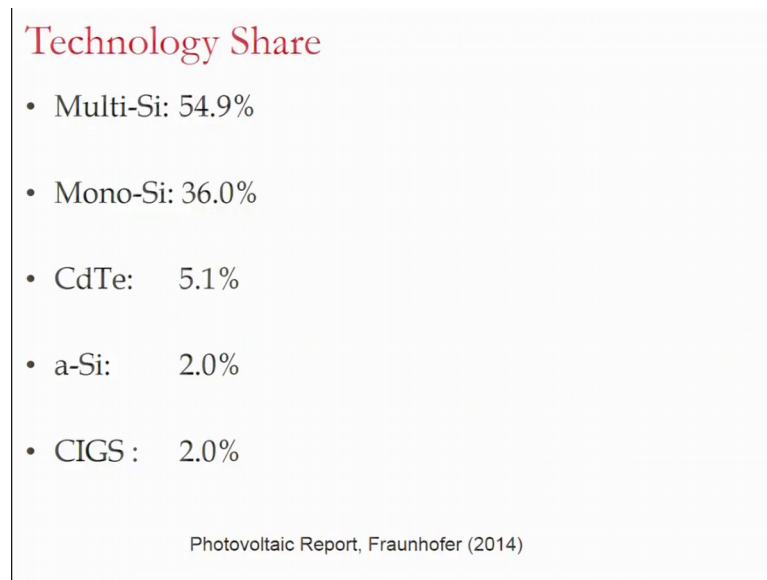 Technology Share
• Multi-Si: 54.9%
• Mono-Si: 36.0%
• CdTe: 5.1%
• a-Si: 2.0%
• CIGS : 2.0%
Photovoltaic Report, Fraunhofer (2014)